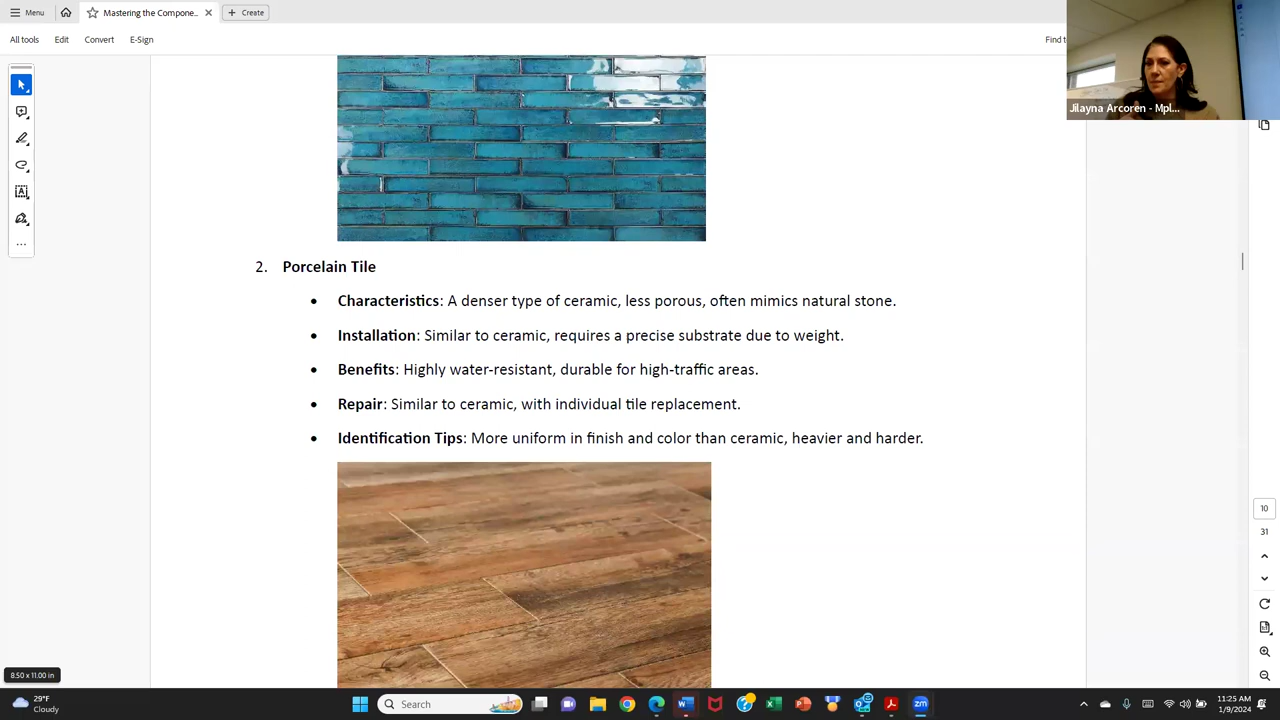 Menu
Mastering the Compone...
Create
All tools
Edit
Convert
E-Sign
Find te
Jilayna Arcoren - Mpl...
2. Porcelain Tile
• Characteristics: A denser type of ceramic, less porous, often mimics natural stone.
• Installation: Similar to ceramic, requires a precise substrate due to weight.
• Benefits: Highly water-resistant, durable for high-traffic areas.
• Repair: Similar to ceramic, with individual tile replacement.
• Identification Tips: More uniform in finish and color than ceramic, heavier and harder.
10
31
8.50 x 11.00 in
29°F
Cloudy
Search
11:25 AM
1/9/2024